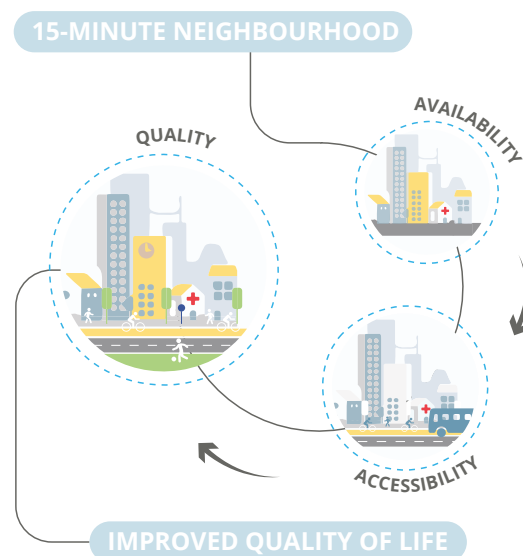 15-MINUTE NEIGHBOURHOOD
AVAILABILITY
QUALITY
ACCESSIBILITY
IMPROVED QUALITY OF LIFE